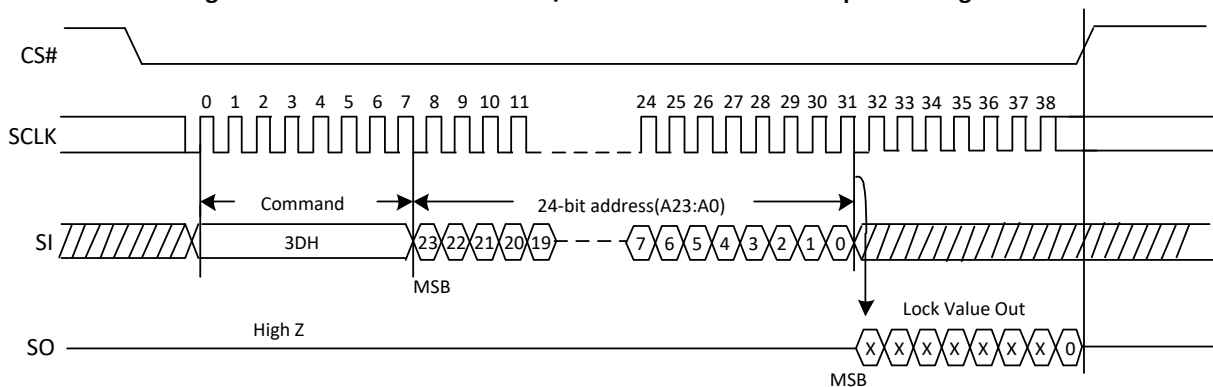 CS#
0 1 2 3 4 5 6 7 8 9 10 11 24 25 26 27 28 29 30 31 32 33 34 35 36 37 38
SCLK
Command 24-bit address(A23:A0)
SI 3DH 23 22 21 20 19 7 6 5 4 3 2 1 0
MSB
High Z Lock Value Out
SO X X X X X X X 0
MSB